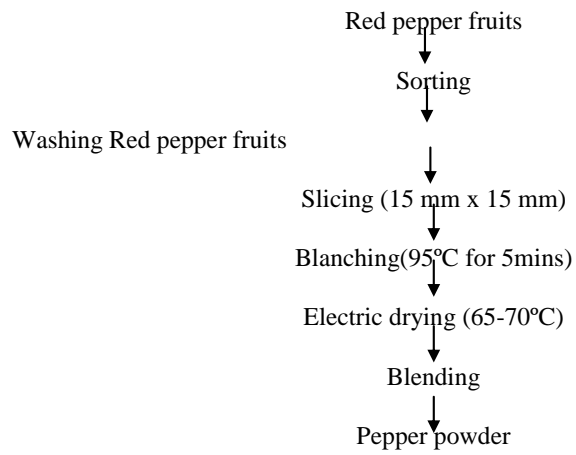 Red pepper fruits
Sorting
Washing Red pepper fruits
Slicing (15 mm x 15 mm)
Blanching(95ºC for 5mins)
Electric drying (65-70ºC)
Blending
Pepper powder